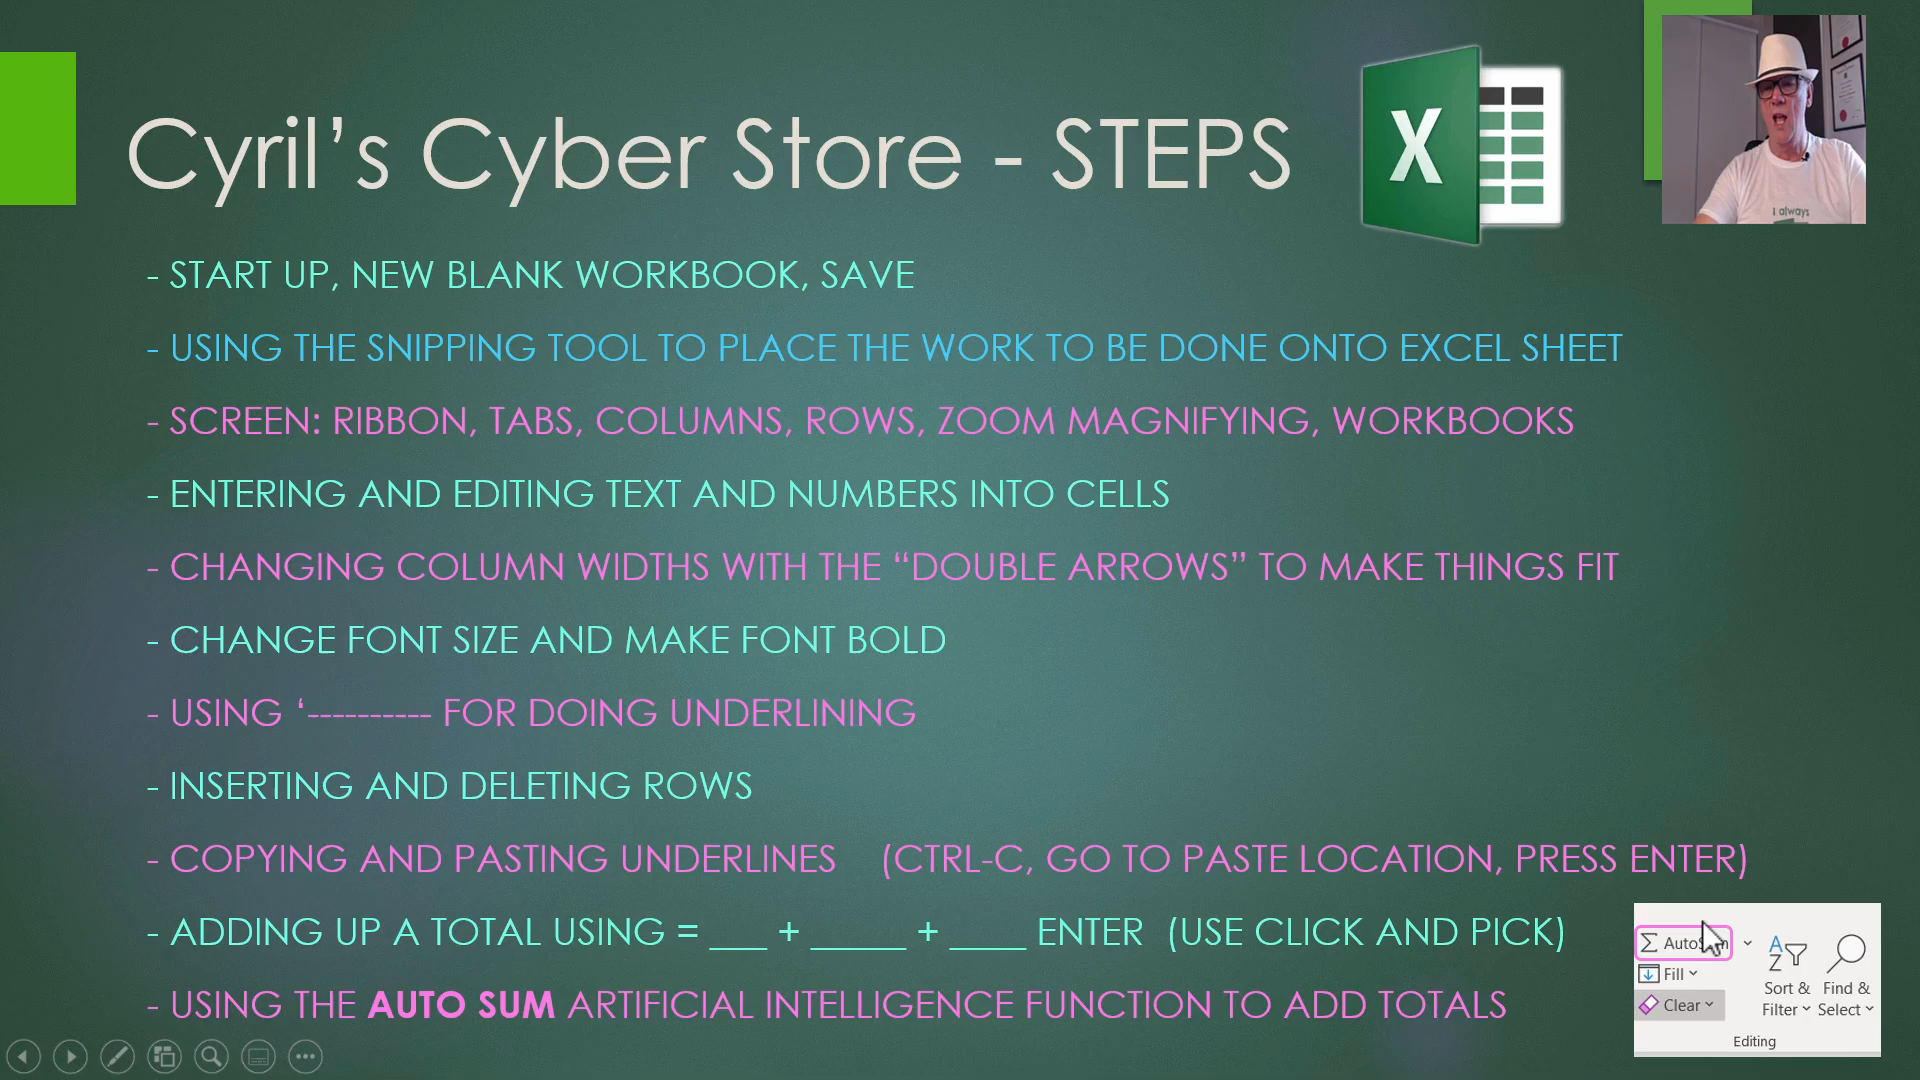 Cyril’s Cyber Store - STEPS
X
I always
- START UP, NEW BLANK WORKBOOK, SAVE
- USING THE SNIPPING TOOL TO PLACE THE WORK TO BE DONE ONTO EXCEL SHEET
- SCREEN: RIBBON, TABS, COLUMNS, ROWS, ZOOM MAGNIFYING, WORKBOOKS
- ENTERING AND EDITING TEXT AND NUMBERS INTO CELLS
- CHANGING COLUMN WIDTHS WITH THE “DOUBLE ARROWS” TO MAKE THINGS FIT
- CHANGE FONT SIZE AND MAKE FONT BOLD
- USING ‘---------- FOR DOING UNDERLINING
- INSERTING AND DELETING ROWS
- COPYING AND PASTING UNDERLINES (CTRL-C, GO TO PASTE LOCATION, PRESS ENTER)
- ADDING UP A TOTAL USING = ___ + _____ + ____ ENTER (USE CLICK AND PICK)
- USING THE AUTO SUM ARTIFICIAL INTELLIGENCE FUNCTION TO ADD TOTALS
Σ AutoSum
Fill
Clear
Sort &
Filter
Find &
Select
Editing